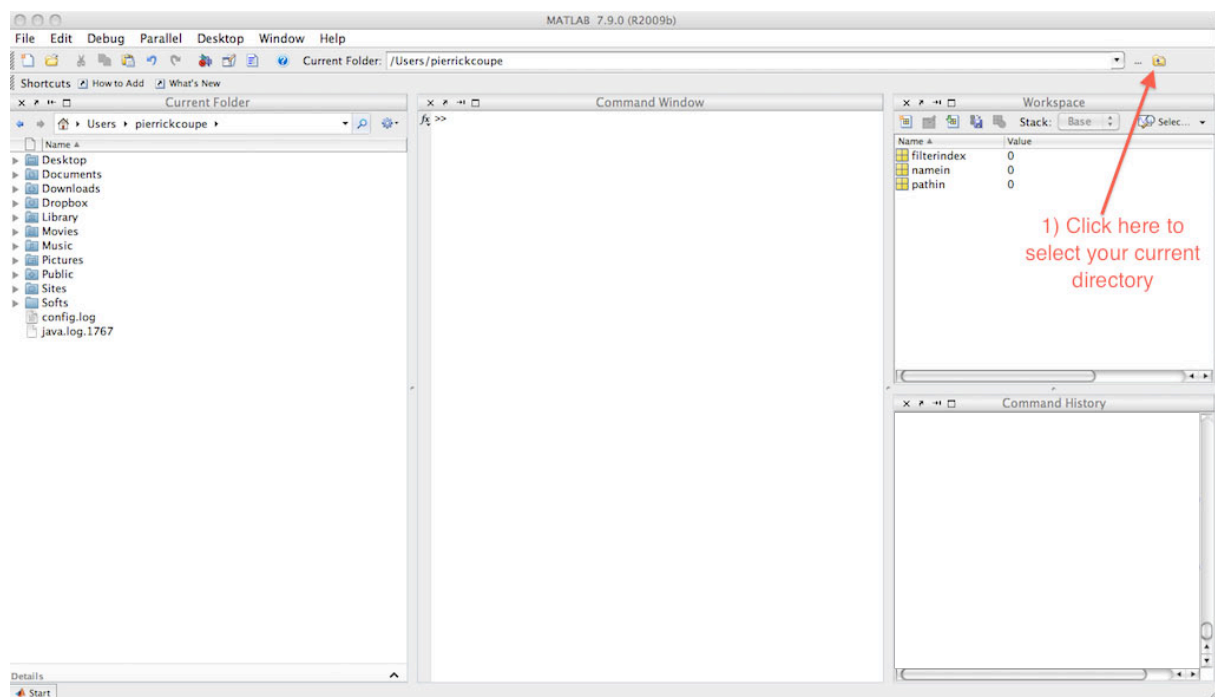 MATLAB 7.9.0 (R2009b)
File Edit Debug Parallel Desktop Window Help
Current Folder: /Users/pierrickcoupe
...
Shortcuts How to Add What's New
Current Folder
Users pierrickcoupe
Name
Desktop
Documents
Downloads
Dropbox
Library
Movies
Music
Pictures
Public
Sites
Softs
config.log
java.log.1767
Details
Start
Command Window
fx >>
Workspace
Stack: Base Selec...
Name Value
filterindex 0
namein 0
pathin 0
1) Click here to
select your current
directory
Command History